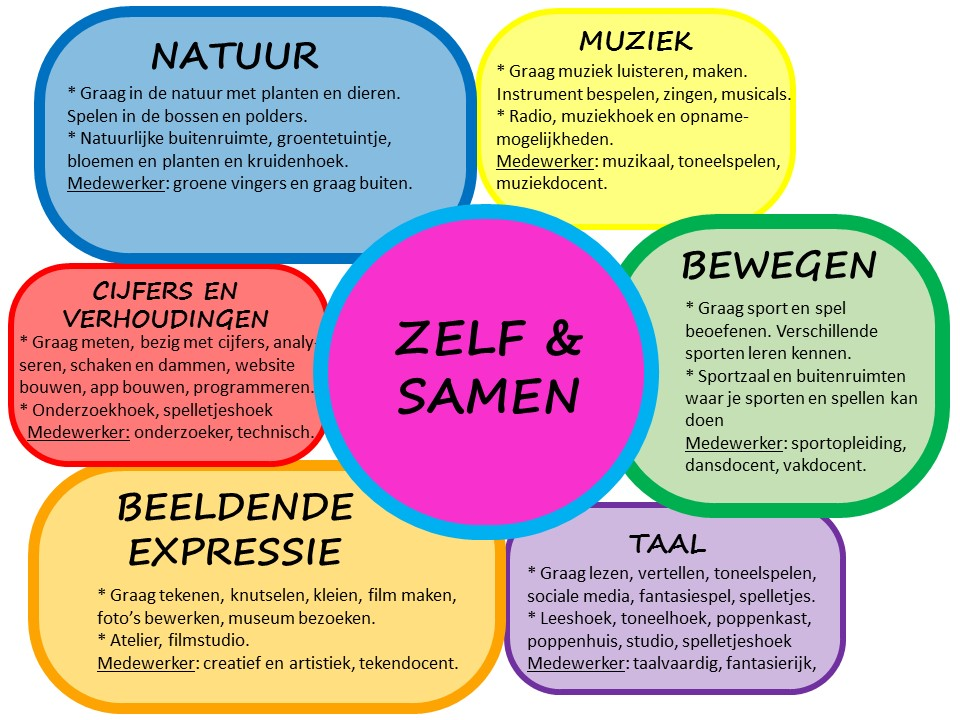 NATUUR
* Graag in de natuur met planten en dieren.
Spelen in de bossen en polders.
* Natuurlijke buitenruimte, groentetuintje,
bloemen en planten en kruidenhoek.
Medewerker: groene vingers en graag buiten.
MUZIEK
* Graag muziek luisteren, maken.
Instrument bespelen, zingen, musicals.
* Radio, muziekhoek en opname-
mogelijkheden.
Medewerker: muzikaal, toneelspelen,
muziekdocent.
CIJFERS EN
VERHOUDINGEN
* Graag meten, bezig met cijfers, analy-
seren, schaken en dammen, website
bouwen, app bouwen, programmeren.
* Onderzoekhoek, spelletjeshoek
Medewerker: onderzoeker, technisch.
ZELF &
SAMEN
BEWEGEN
* Graag sport en spel
beoefenen. Verschillende
sporten leren kennen.
* Sportzaal en buitenruimten
waar je sporten en spellen kan
doen
Medewerker: sportopleiding,
dansdocent, vakdocent.
BEELDENDE
EXPRESSIE
* Graag tekenen, knutselen, kleien, film maken,
foto’s bewerken, museum bezoeken.
* Atelier, filmstudio.
Medewerker: creatief en artistiek, tekendocent.
TAAL
* Graag lezen, vertellen, toneelspelen,
sociale media, fantasiespel, spelletjes.
* Leeshoek, toneelhoek, poppenkast,
poppenhuis, studio, spelletjeshoek
Medewerker: taalvaardig, fantasierijk,